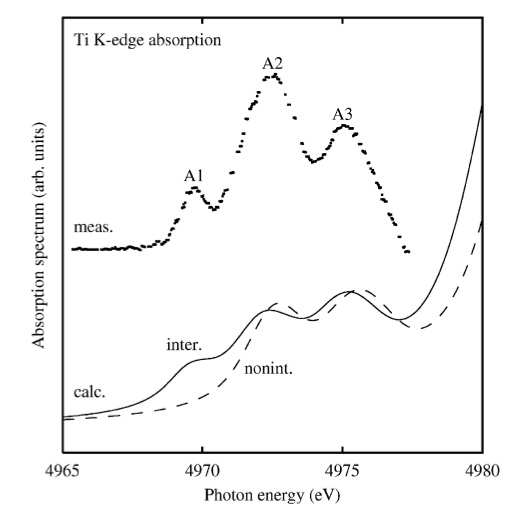 Ti K-edge absorption
A2
A3
A1
meas.
inter.
nonint.
calc.
Absorption spectrum (arb. units)
4965 4970 4975 4980
Photon energy (eV)